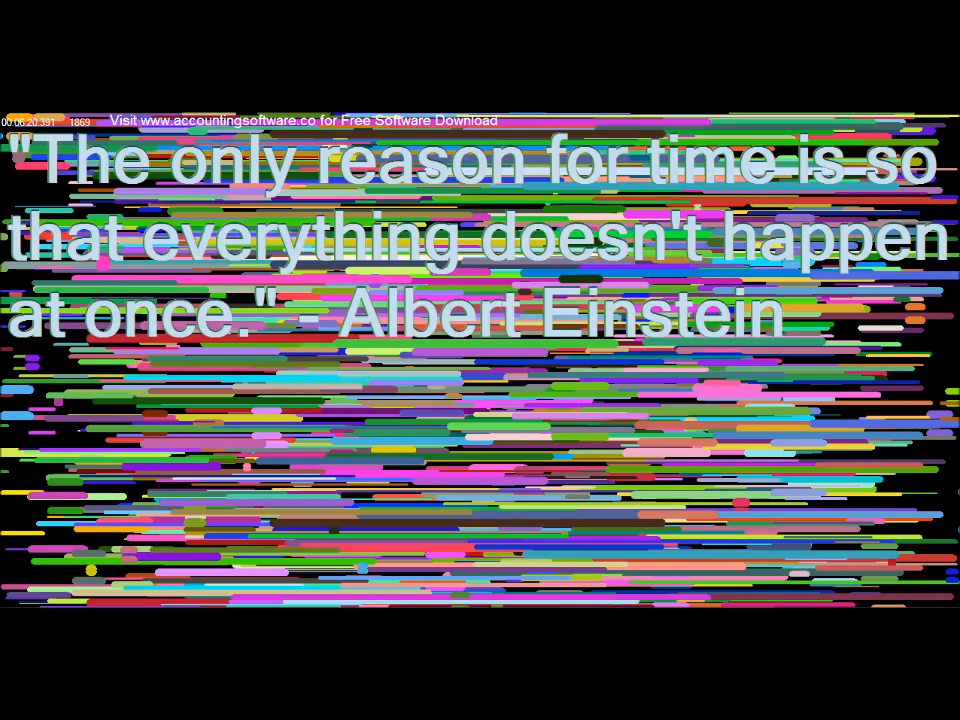 00:06:20.391 1869 Visit www.accountingsoftware.co for Free Software Download
"The only reason for time is so
that everything doesn't happen
at once." - Albert Einstein